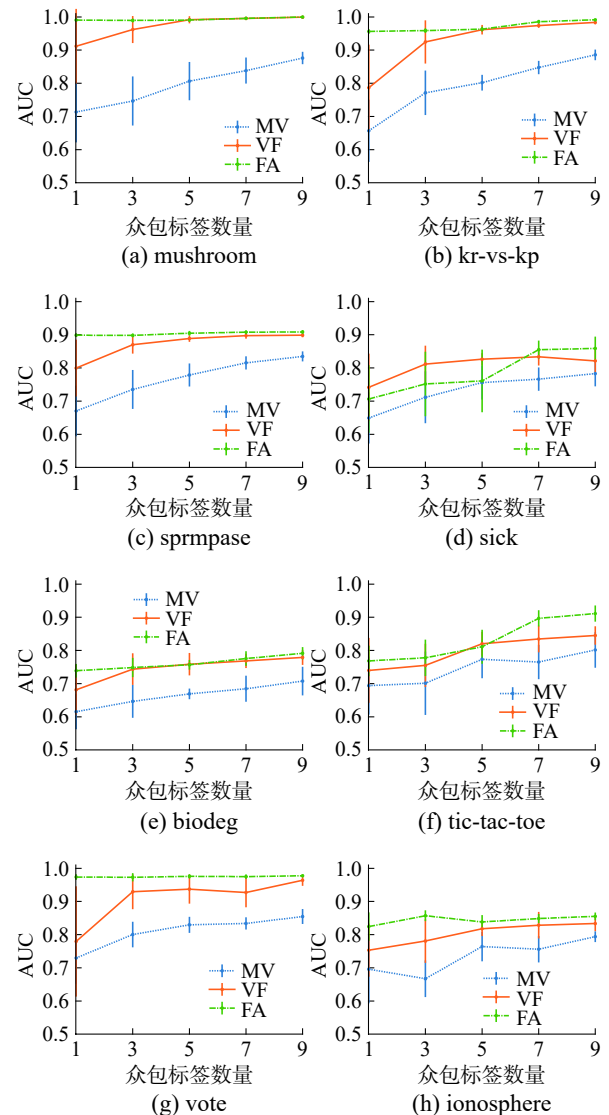 1.0
0.9
0.8
0.7
0.6
0.5
AUC
MV
VF
FA
1 3 5 7 9
众包标签数量
(a) mushroom
1.0
0.9
0.8
0.7
0.6
0.5
AUC
MV
VF
FA
1 3 5 7 9
众包标签数量
(b) kr-vs-kp
1.0
0.9
0.8
0.7
0.6
0.5
AUC
MV
VF
FA
1 3 5 7 9
众包标签数量
(c) sprmpase
1.0
0.9
0.8
0.7
0.6
0.5
AUC
MV
VF
FA
1 3 5 7 9
众包标签数量
(d) sick
1.0
0.9
0.8
0.7
0.6
0.5
AUC
MV
VF
FA
1 3 5 7 9
众包标签数量
(e) biodeg
1.0
0.9
0.8
0.7
0.6
0.5
AUC
MV
VF
FA
1 3 5 7 9
众包标签数量
(f) tic-tac-toe
1.0
0.9
0.8
0.7
0.6
0.5
AUC
MV
VF
FA
1 3 5 7 9
众包标签数量
(g) vote
1.0
0.9
0.8
0.7
0.6
0.5
AUC
MV
VF
FA
1 3 5 7 9
众包标签数量
(h) ionosphere